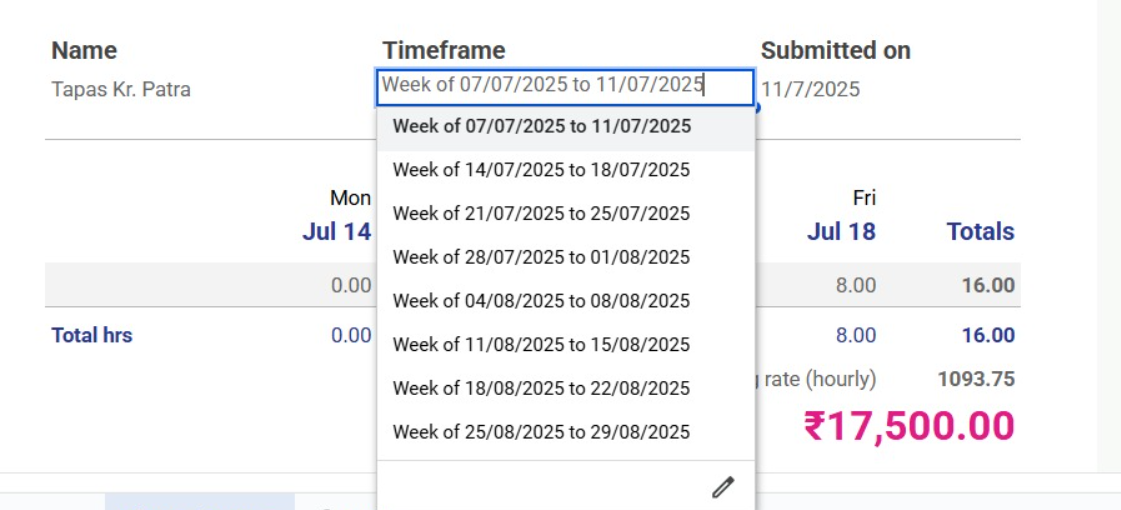 Name Timeframe Submitted on
Tapas Kr. Patra Week of 07/07/2025 to 11/07/2025 11/7/2025
Week of 07/07/2025 to 11/07/2025
Week of 14/07/2025 to 18/07/2025
Mon Fri
Week of 21/07/2025 to 25/07/2025
Jul 14 Jul 18 Totals
Week of 28/07/2025 to 01/08/2025
0.00 8.00 16.00
Week of 04/08/2025 to 08/08/2025
Total hrs 0.00 8.00 16.00
Week of 11/08/2025 to 15/08/2025
rate (hourly) 1093.75
Week of 18/08/2025 to 22/08/2025
₹17,500.00
Week of 25/08/2025 to 29/08/2025